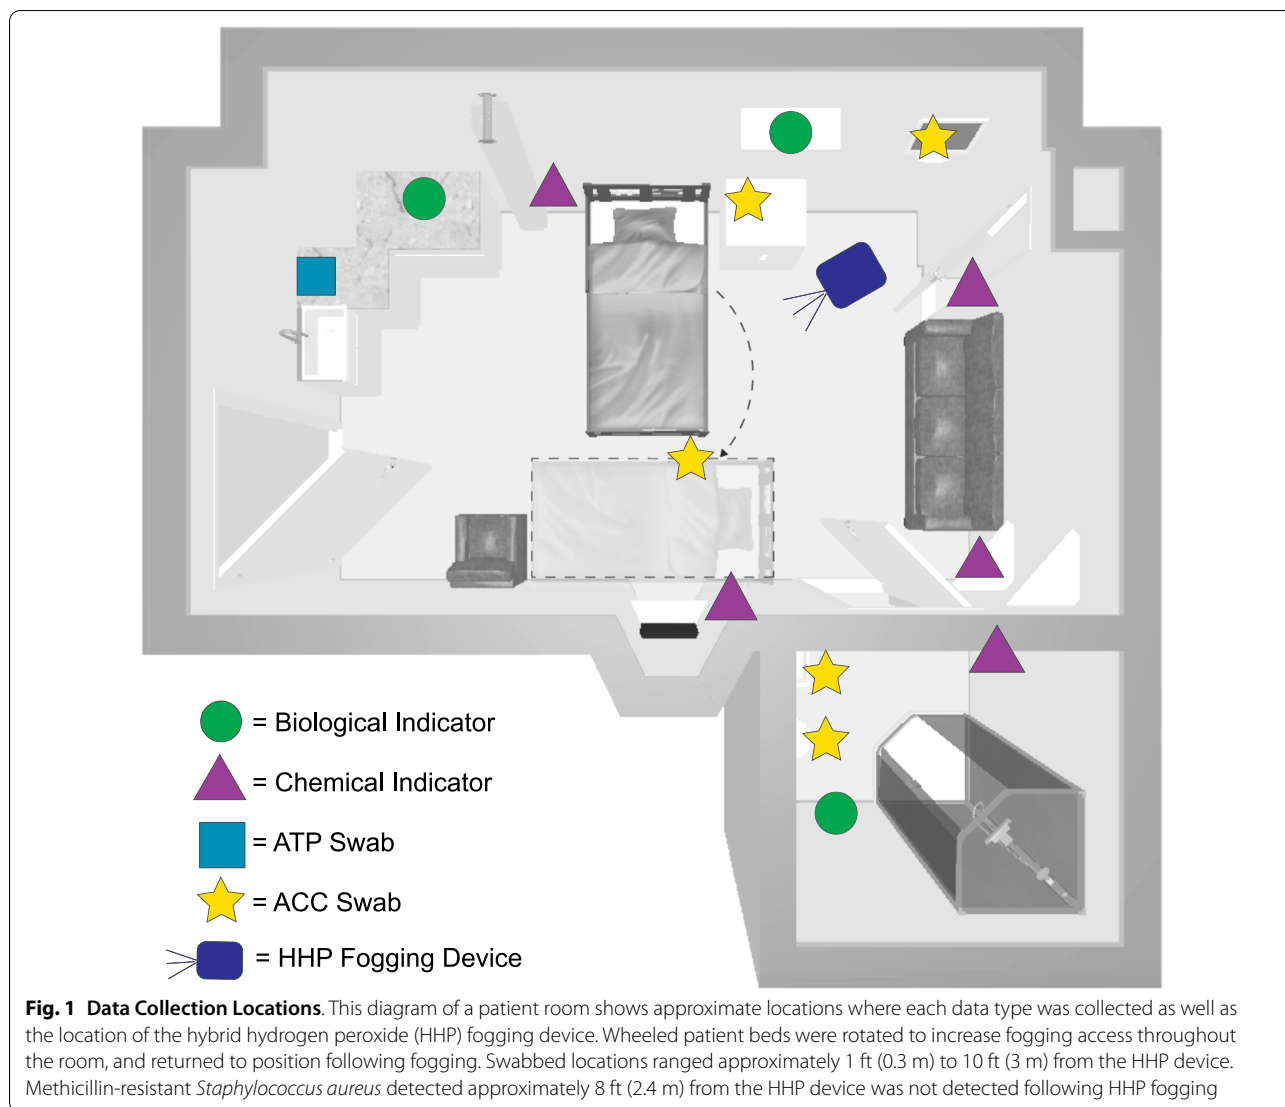 = Biological Indicator
= Chemical Indicator
= ATP Swab
= ACC Swab
= HHP Fogging Device
Fig. 1 Data Collection Locations. This diagram of a patient room shows approximate locations where each data type was collected as well as
the location of the hybrid hydrogen peroxide (HHP) fogging device. Wheeled patient beds were rotated to increase fogging access throughout
the room, and returned to position following fogging. Swabbed locations ranged approximately 1 ft (0.3 m) to 10 ft (3 m) from the HHP device.
Methicillin-resistant Staphylococcus aureus detected approximately 8 ft (2.4 m) from the HHP device was not detected following HHP fogging